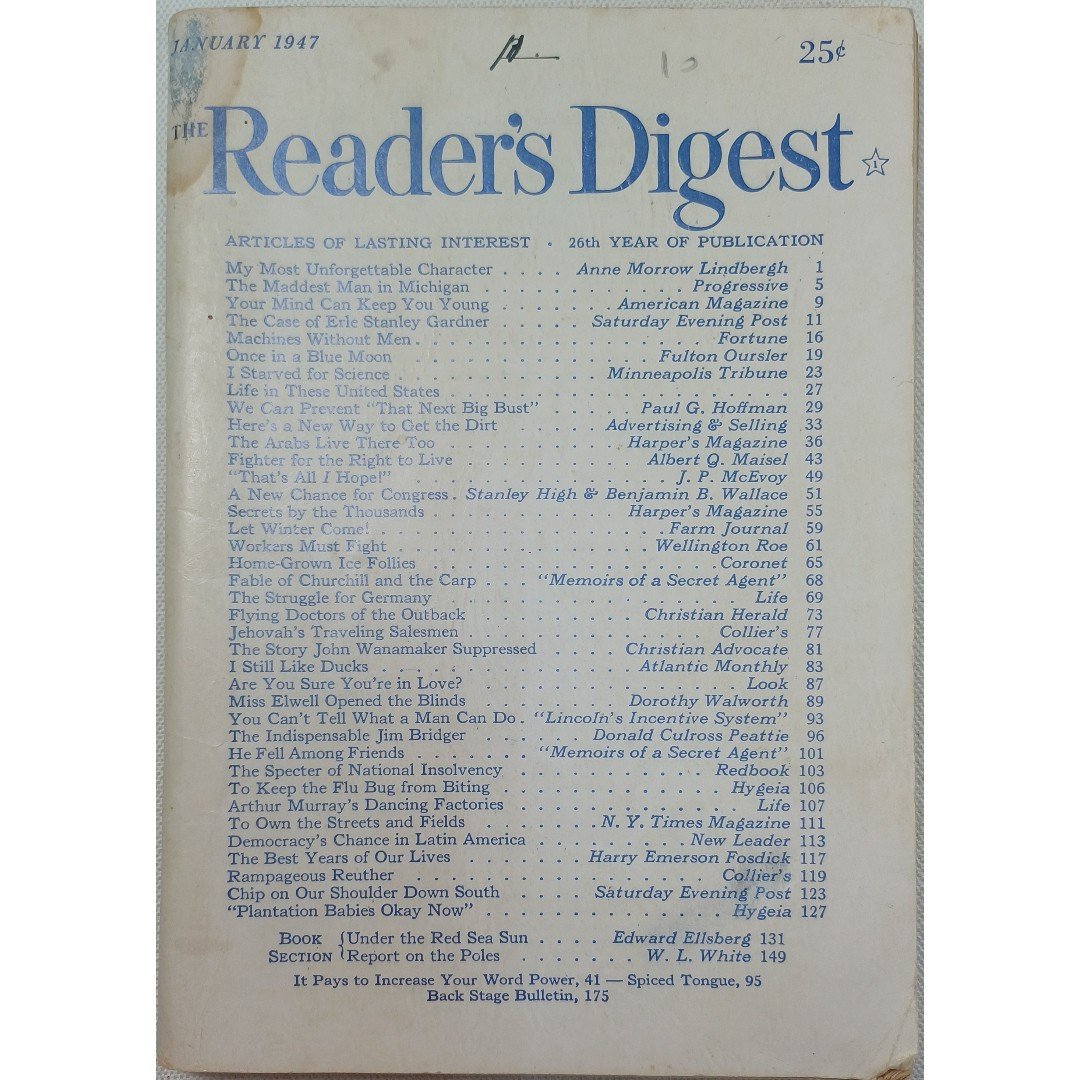 JANUARY 1947
10
25¢
THE Reader's Digest
1
ARTICLES OF LASTING INTEREST · 26th YEAR OF PUBLICATION
My Most Unforgettable Character . . . . Anne Morrow Lindbergh 1
The Maddest Man in Michigan . . . . . . . . . . . . Progressive 5
Your Mind Can Keep You Young . . . . . . American Magazine 9
The Case of Erle Stanley Gardner . . . . . Saturday Evening Post 11
Machines Without Men . . . . . . . . . . . . . . . . . Fortune 16
Once in a Blue Moon . . . . . . . . . . . . . . Fulton Oursler 19
I Starved for Science . . . . . . . . . . . . Minneapolis Tribune 23
Life in These United States . . . . . . . . . . . . . . . . . . . . 27
We Can Prevent "That Next Big Bust" . . . . . Paul G. Hoffman 29
Here's a New Way to Get the Dirt . . . . . Advertising & Selling 33
The Arabs Live There Too . . . . . . . . . . Harper's Magazine 36
Fighter for the Right to Live . . . . . . . . . . Albert Q. Maisel 43
"That's All I Hope!" . . . . . . . . . . . . . . . J. P. McEvoy 49
A New Chance for Congress . Stanley High & Benjamin B. Wallace 51
Secrets by the Thousands . . . . . . . . . . . Harper's Magazine 55
Let Winter Come! . . . . . . . . . . . . . . . . . Farm Journal 59
Workers Must Fight . . . . . . . . . . . . . . . Wellington Roe 61
Home-Grown Ice Follies . . . . . . . . . . . . . . . . Coronet 65
Fable of Churchill and the Carp . . . "Memoirs of a Secret Agent" 68
The Struggle for Germany . . . . . . . . . . . . . . . . . . Life 69
Flying Doctors of the Outback . . . . . . . . . . Christian Herald 73
Jehovah's Traveling Salesmen . . . . . . . . . . . . . . . Collier's 77
The Story John Wanamaker Suppressed . . . . Christian Advocate 81
I Still Like Ducks . . . . . . . . . . . . . . . . Atlantic Monthly 83
Are You Sure You're in Love? . . . . . . . . . . . . . . . . Look 87
Miss Elwell Opened the Blinds . . . . . . . . . Dorothy Walworth 89
You Can't Tell What a Man Can Do . "Lincoln's Incentive System" 93
The Indispensable Jim Bridger . . . . . . . Donald Culross Peattie 96
He Fell Among Friends . . . . . . . "Memoirs of a Secret Agent" 101
The Specter of National Insolvency . . . . . . . . . . . . Redbook 103
To Keep the Flu Bug from Biting . . . . . . . . . . . . . Hygeia 106
Arthur Murray's Dancing Factories . . . . . . . . . . . . . . Life 107
To Own the Streets and Fields . . . . . . . N. Y. Times Magazine 111
Democracy's Chance in Latin America . . . . . . . . . New Leader 113
The Best Years of Our Lives . . . . . . . . Harry Emerson Fosdick 117
Rampageous Reuther . . . . . . . . . . . . . . . . . . Collier's 119
Chip on Our Shoulder Down South . . . . . Saturday Evening Post 123
"Plantation Babies Okay Now" . . . . . . . . . . . . . . Hygeia 127
BOOK { Under the Red Sea Sun . . . . Edward Ellsberg 131
SECTION { Report on the Poles . . . . . . . W. L. White 149
It Pays to Increase Your Word Power, 41 — Spiced Tongue, 95
Back Stage Bulletin, 175